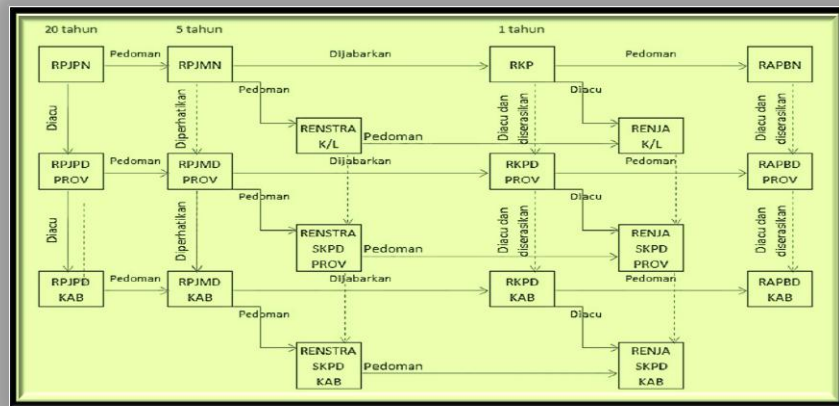 20 tahun 5 tahun 1 tahun
Pedoman Dijabarkan Pedoman
RPJPN RPJMN RKP RAPBN
Diacu Diperhatikan Pedoman Diacu dan diserasikan Diacu Diacu dan diserasikan
RENSTRA K/L Pedoman RENJA K/L
Pedoman Dijabarkan Pedoman
RPJPD PROV RPJMD PROV RKPD PROV RAPBD PROV
Diacu Diperhatikan Pedoman Diacu dan diserasikan Diacu Diacu dan diserasikan
RENSTRA SKPD PROV Pedoman RENJA SKPD PROV
Pedoman Dijabarkan Pedoman
RPJPD KAB RPJMD KAB RKPD KAB RAPBD KAB
Pedoman Diacu
RENSTRA SKPD KAB Pedoman RENJA SKPD KAB